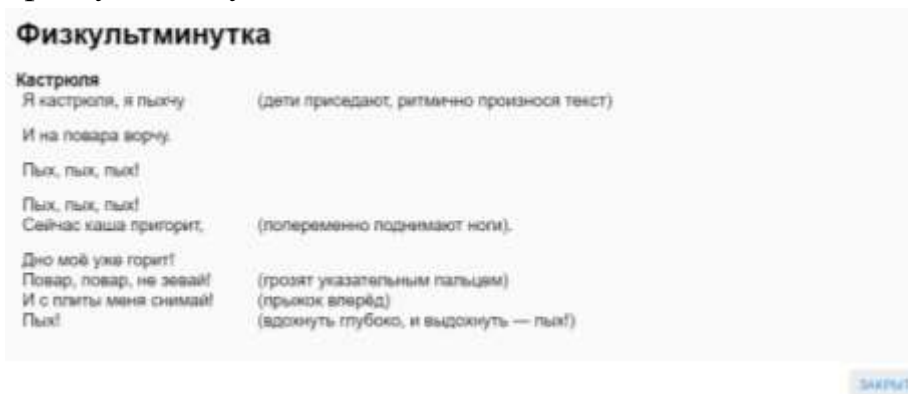 Физкультминутка
Кастрюля
Я кастрюля, я пыхчу (дети приседают, ритмично произнося текст)
И на повара ворчу.
Пых, пых, пых!
Пых, пых, пых!
Сейчас каша пригорит, (попеременно поднимают ноги).
Дно моё уже горит!
Повар, повар, не зевай! (грозят указательным пальцем)
И с плиты меня снимай! (прыжок вперёд)
Пых! (вдохнуть глубоко, и выдохнуть — пых!)